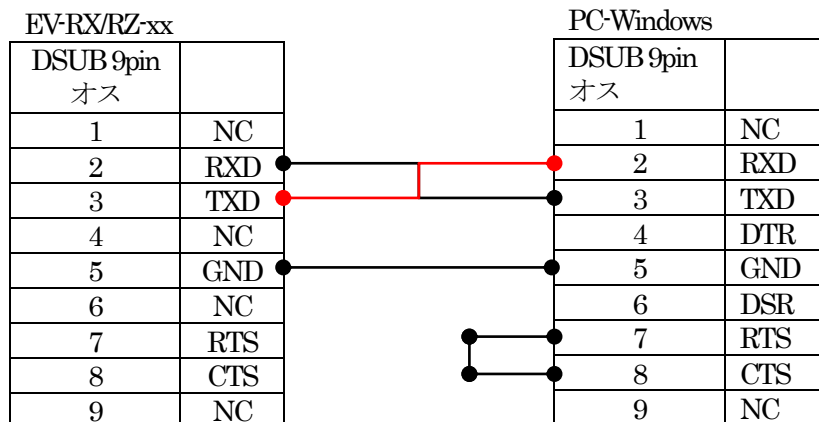 EV-RX/RZ-xx
DSUB 9pin
オス
1 NC
2 RXD
3 TXD
4 NC
5 GND
6 NC
7 RTS
8 CTS
9 NC
PC-Windows
DSUB 9pin
オス
1 NC
2 RXD
3 TXD
4 DTR
5 GND
6 DSR
7 RTS
8 CTS
9 NC